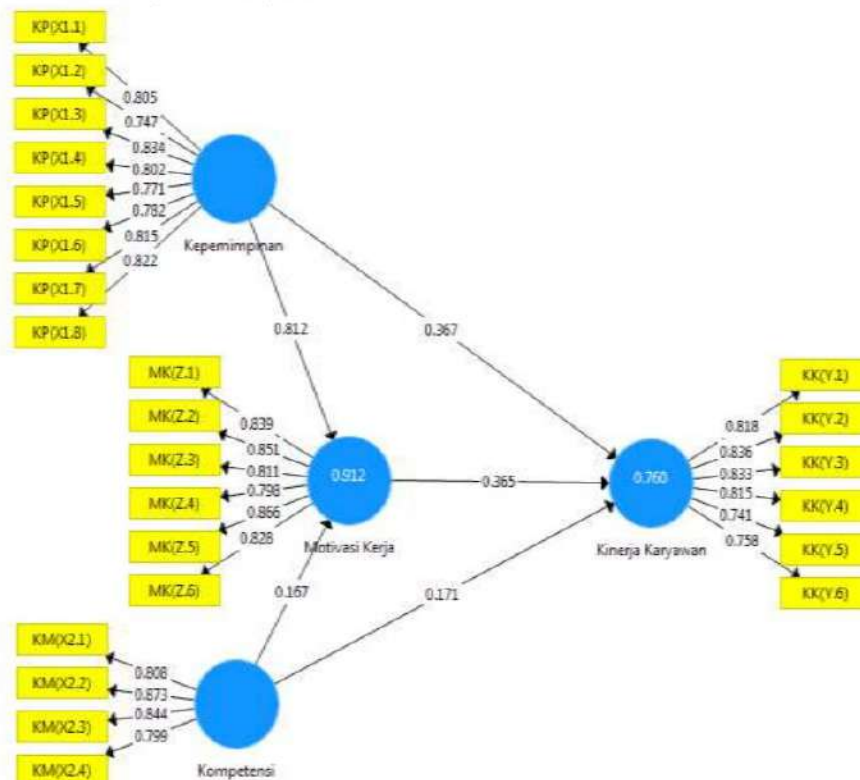 KP(X1.1)
KP(X1.2)
KP(X1.3)
KP(X1.4)
KP(X1.5)
KP(X1.6)
KP(X1.7)
KP(X1.8)
0.805
0.747
0.834
0.802
0.771
0.782
0.815
0.822
Kepemimpinan
0.812
0.367
MK(Z.1)
MK(Z.2)
MK(Z.3)
MK(Z.4)
MK(Z.5)
MK(Z.6)
0.839
0.851
0.811
0.798
0.866
0.828
0.912
Motivasi Kerja
0.365
0.760
Kinerja Karyawan
0.818
0.836
0.833
0.815
0.741
0.758
KK(Y.1)
KK(Y.2)
KK(Y.3)
KK(Y.4)
KK(Y.5)
KK(Y.6)
0.167
0.171
KM(X2.1)
KM(X2.2)
KM(X2.3)
KM(X2.4)
0.808
0.873
0.844
0.799
Kompetensi